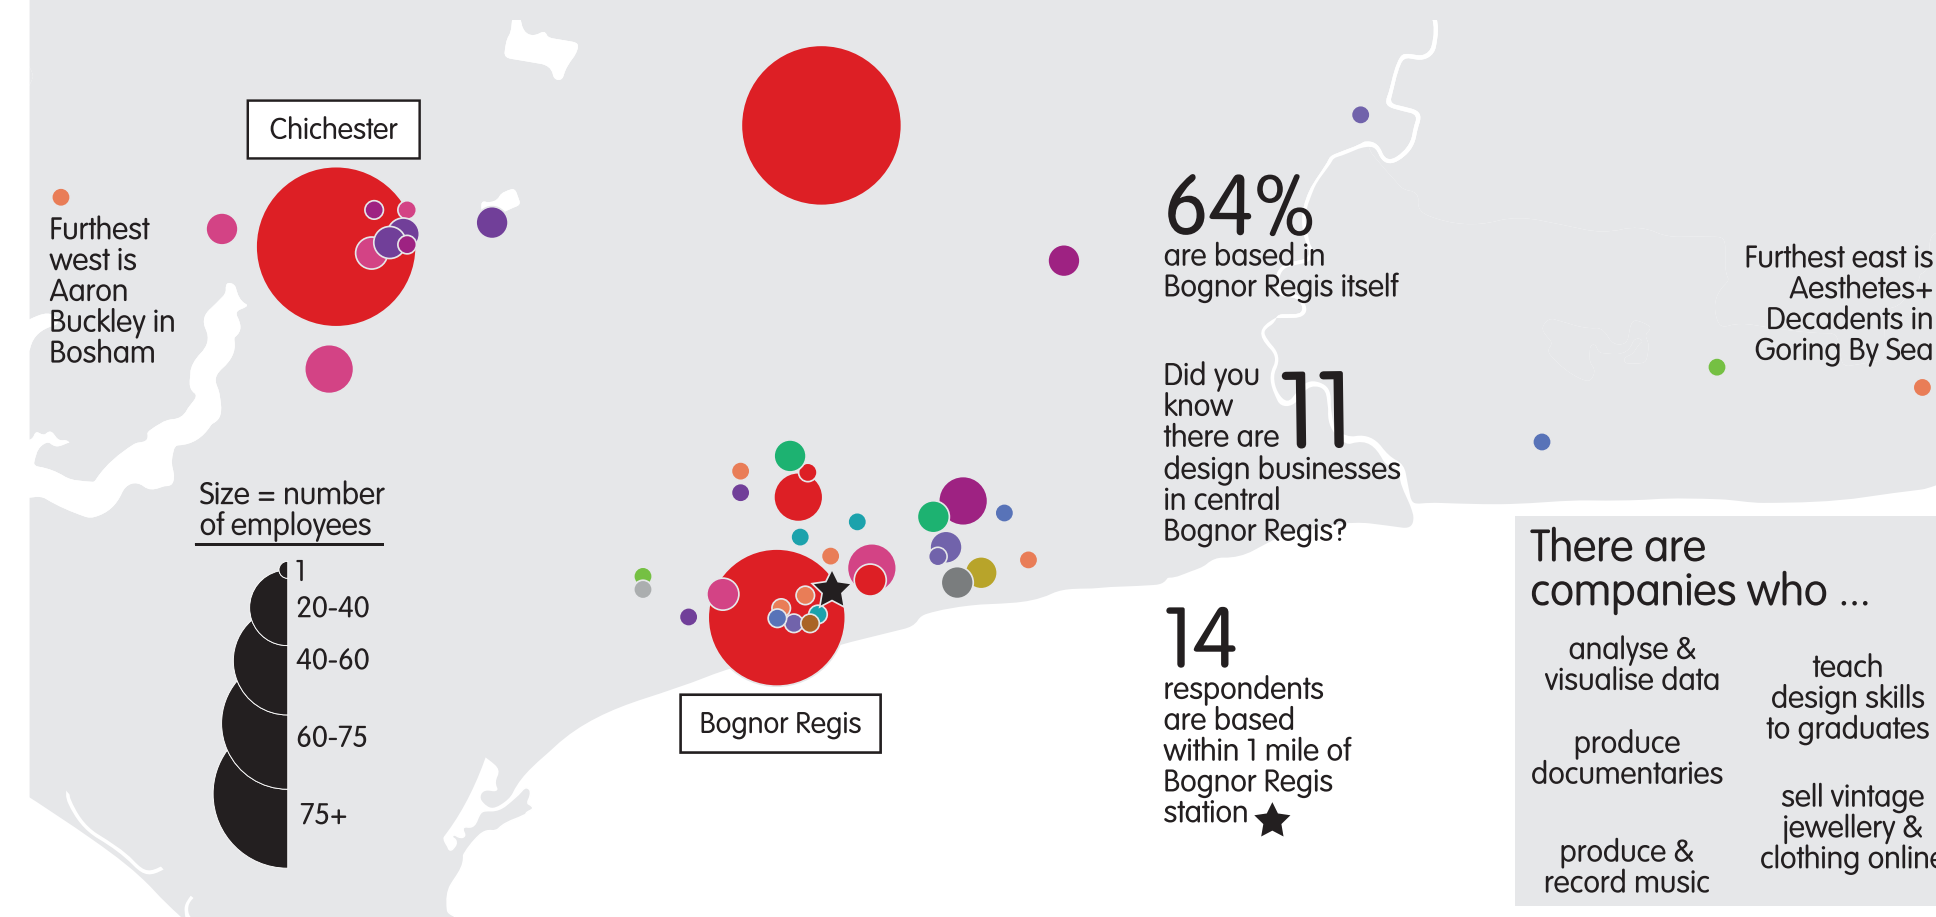 Chichester
Furthest
west is
Aaron
Buckley in
Bosham
Size = number
of employees
1
20-40
40-60
60-75
75+
Bognor Regis
64%
are based in
Bognor Regis itself
Did you
know
there are 11
design businesses
in central
Bognor Regis?
14
respondents
are based
within 1 mile of
Bognor Regis
station
Furthest east is
Aesthetes+
Decadents in
Goring By Sea
There are
companies who ...
analyse &
visualise data
produce
documentaries
produce &
record music
teach
design skills
to graduates
sell vintage
jewellery &
clothing online